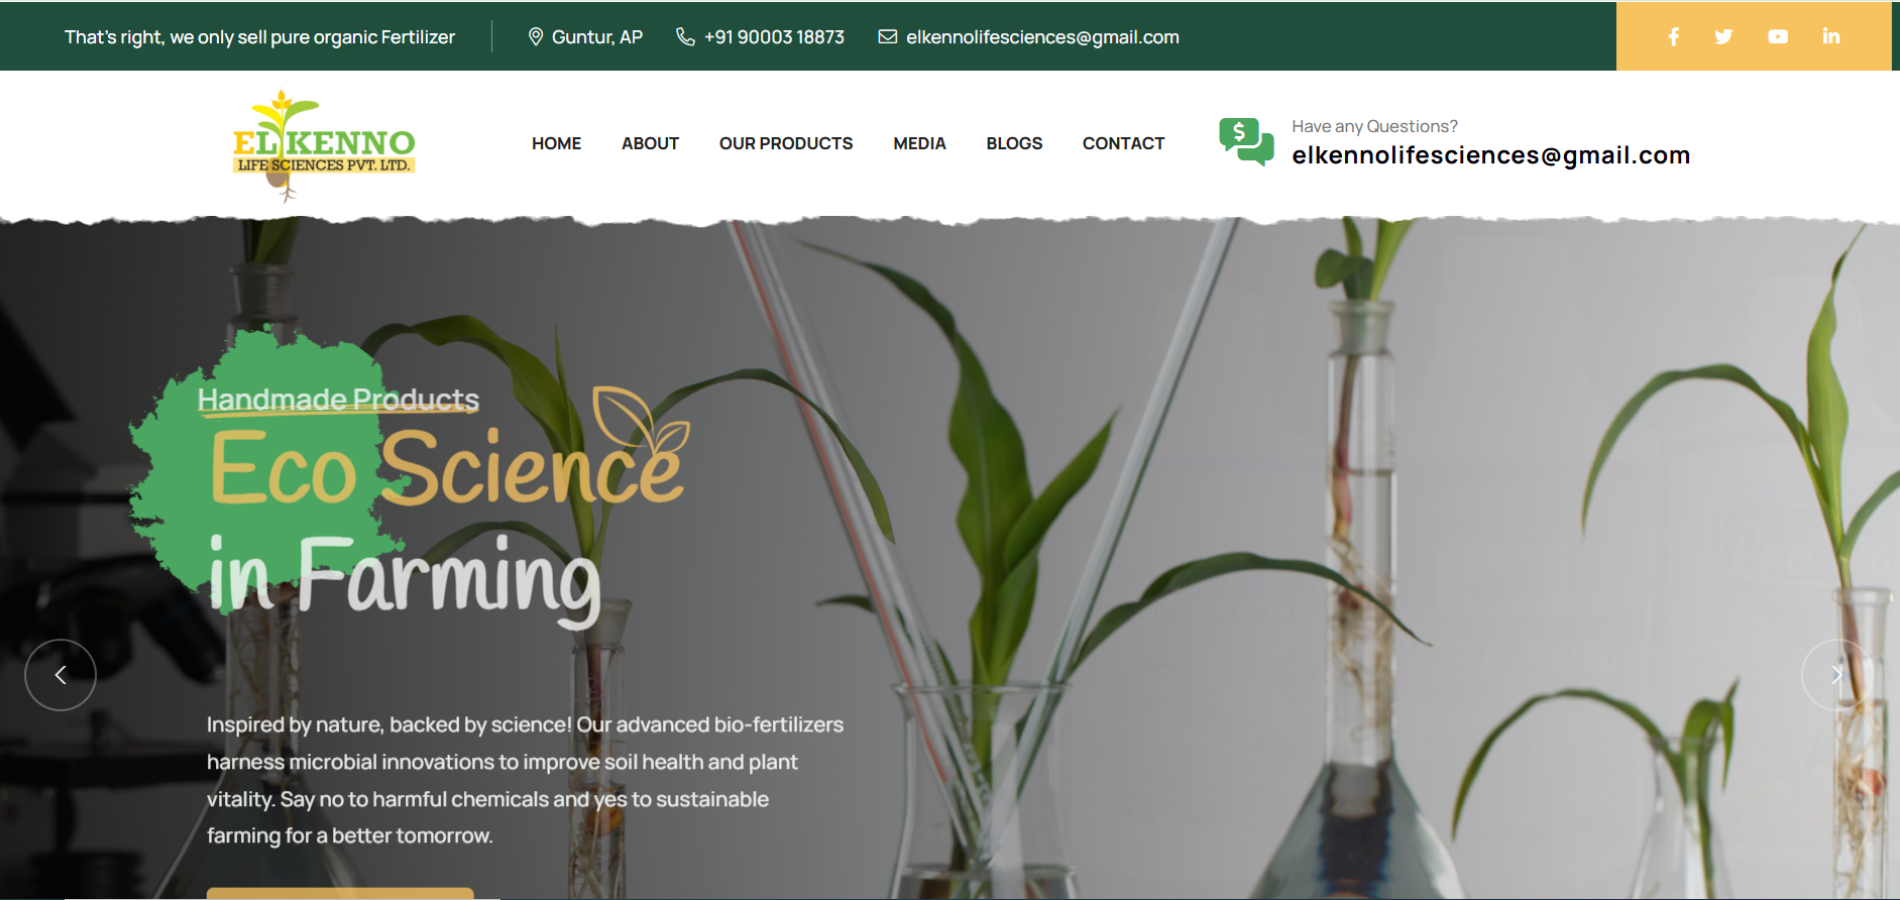 That's right, we only sell pure organic Fertilizer
Guntur, AP
+91 90003 18873
elkennolifesciences@gmail.com
ELKENNO
LIFE SCIENCES PVT. LTD.
HOME
ABOUT
OUR PRODUCTS
MEDIA
BLOGS
CONTACT
Have any Questions?
elkennolifesciences@gmail.com
Handmade Products
Eco Science
in Farming
Inspired by nature, backed by science! Our advanced bio-fertilizers
harness microbial innovations to improve soil health and plant
vitality. Say no to harmful chemicals and yes to sustainable
farming for a better tomorrow.